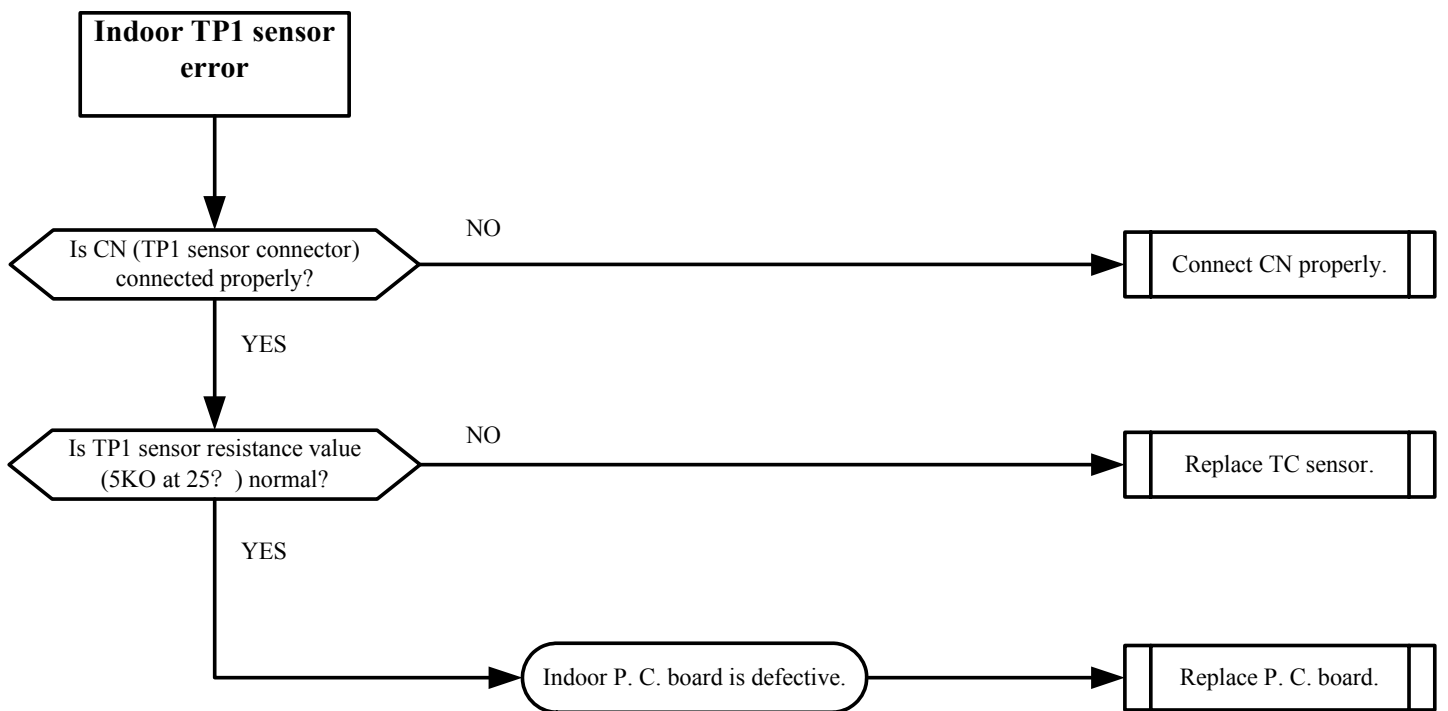 Indoor TP1 sensor
error
Is CN (TP1 sensor connector)
connected properly?
NO
Connect CN properly.
YES
Is TP1 sensor resistance value
(5KO at 25? ) normal?
NO
Replace TC sensor.
YES
Indoor P. C. board is defective.
Replace P. C. board.